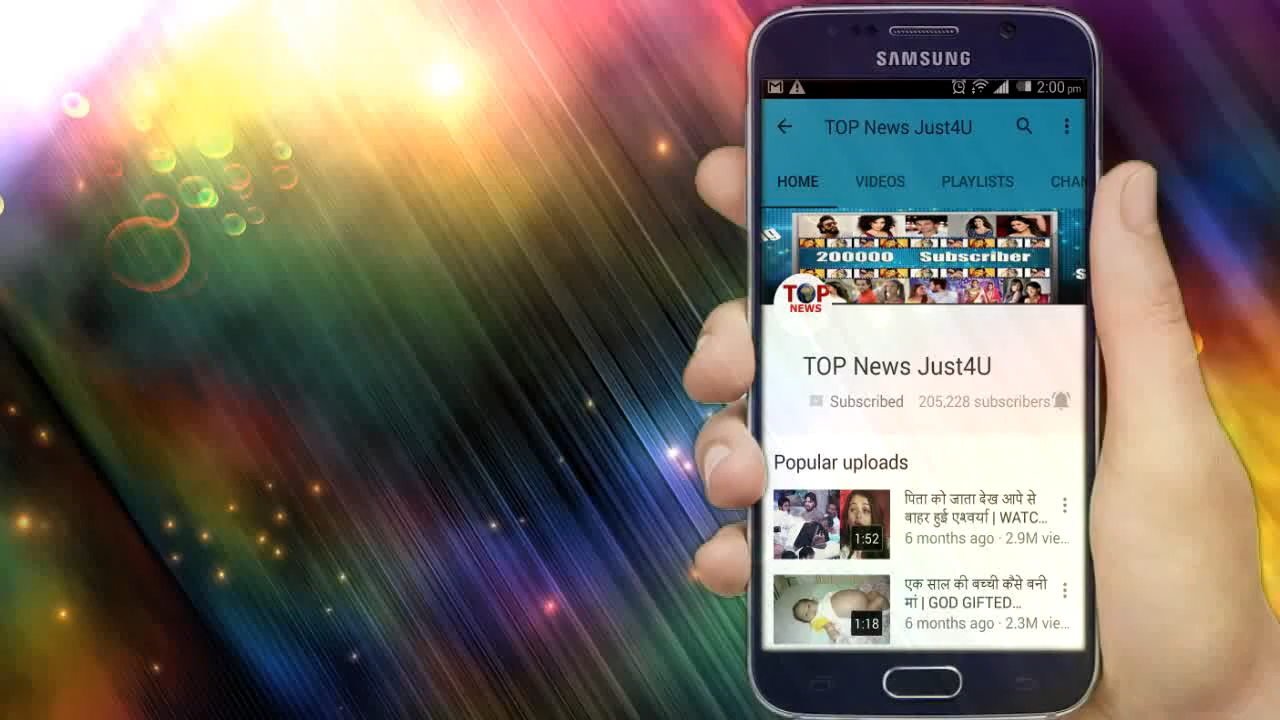 SAMSUNG
2:00 pm
TOP News Just4U
HOME VIDEOS PLAYLISTS CHAN
200000 Subscriber
TOP
NEWS
TOP News Just4U
Subscribed 205,228 subscribers
Popular uploads
पिता को जाता देख आपे से
बाहर हुई एश्वर्या | WATC...
6 months ago · 2.9M vie...
1:52
एक साल की बच्ची कैसे बनी
मां | GOD GIFTED...
6 months ago · 2.3M vie...
1:18